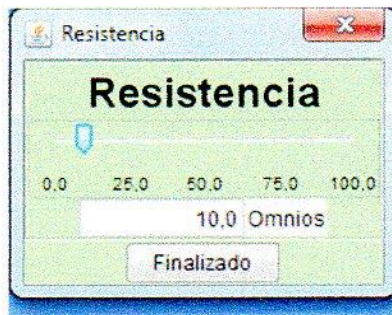 Resistencia
Resistencia
0,0 25,0 50,0 75,0 100,0
10,0 Omnios
Finalizado